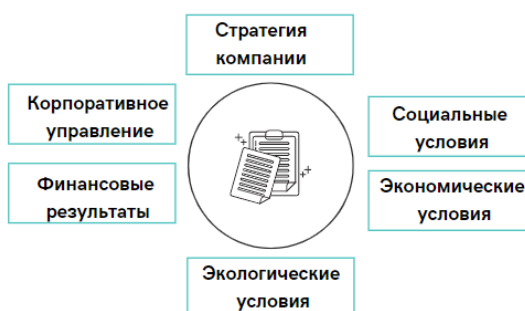 Стратегия
компании
Корпоративное
управление
Социальные
условия
Финансовые
результаты
Экономические
условия
Экологические
условия